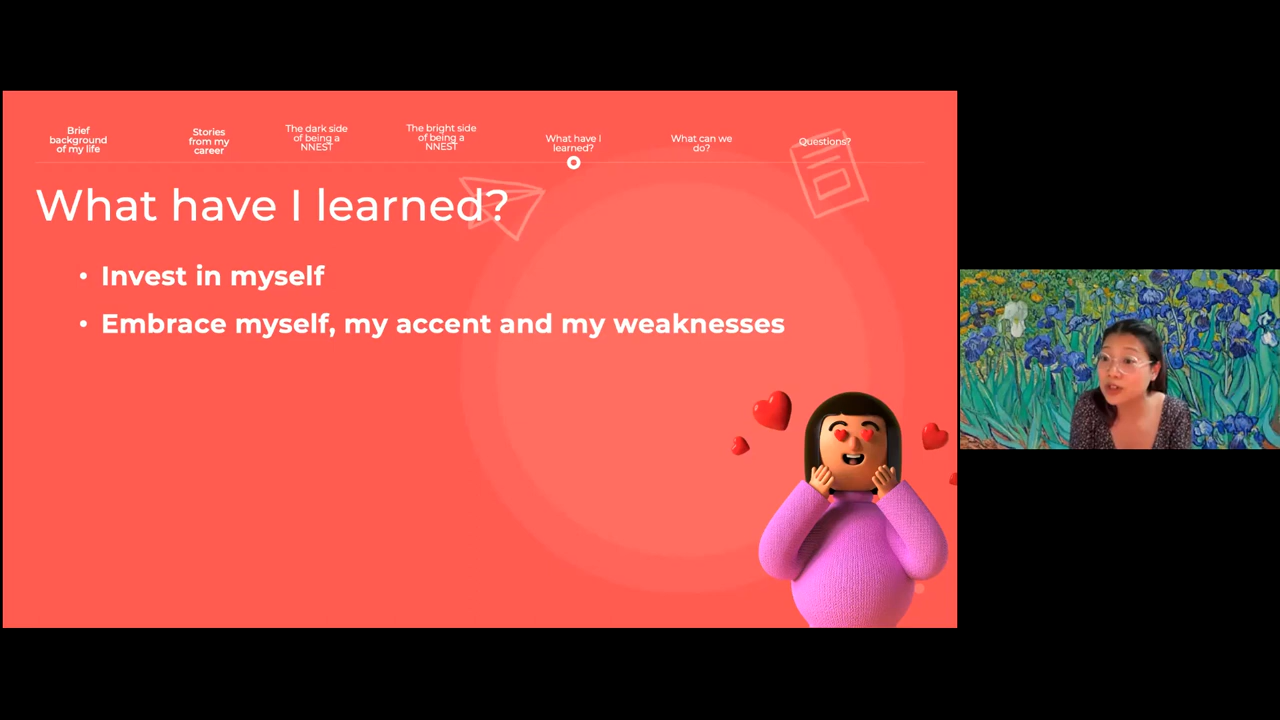 Brief
background
of my life
Stories
from my
career
The dark side
of being a
NNEST
The bright side
of being a
NNEST
What have I
learned?
What can we
do?
Questions?
What have I learned?
• Invest in myself
• Embrace myself, my accent and my weaknesses